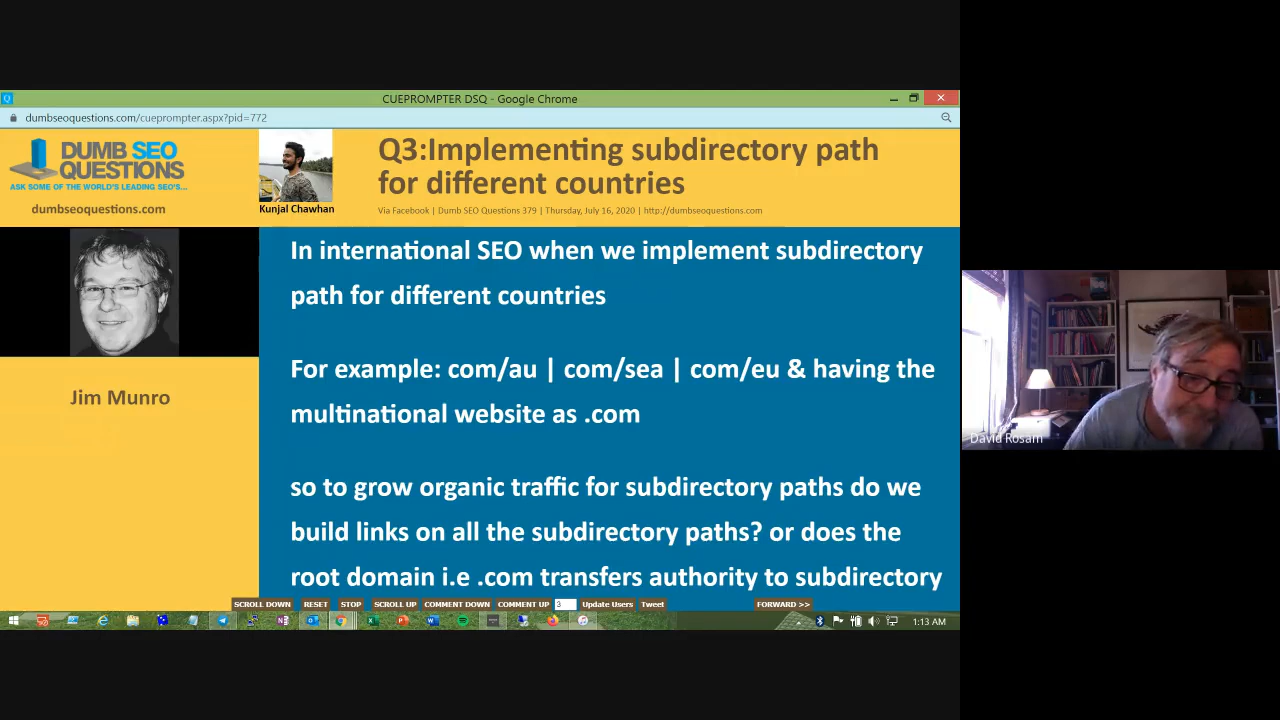 CUEPROMPTER DSQ - Google Chrome
dumbseoquestions.com/cueprompter.aspx?pid=772
DUMB SEO
QUESTIONS
ASK SOME OF THE WORLD'S LEADING SEO'S...
dumbseoquestions.com
Kunjal Chawhan
Q3:Implementing subdirectory path
for different countries
Via Facebook | Dumb SEO Questions 379 | Thursday, July 16, 2020 | http://dumbseoquestions.com
Jim Munro
In international SEO when we implement subdirectory
path for different countries
For example: com/au | com/sea | com/eu & having the
multinational website as .com
so to grow organic traffic for subdirectory paths do we
build links on all the subdirectory paths? or does the
root domain i.e .com transfers authority to subdirectory
David Rosam
SCROLL DOWN RESET STOP SCROLL UP COMMENT DOWN COMMENT UP 3 Update Users Tweet FORWARD >>
1:13 AM